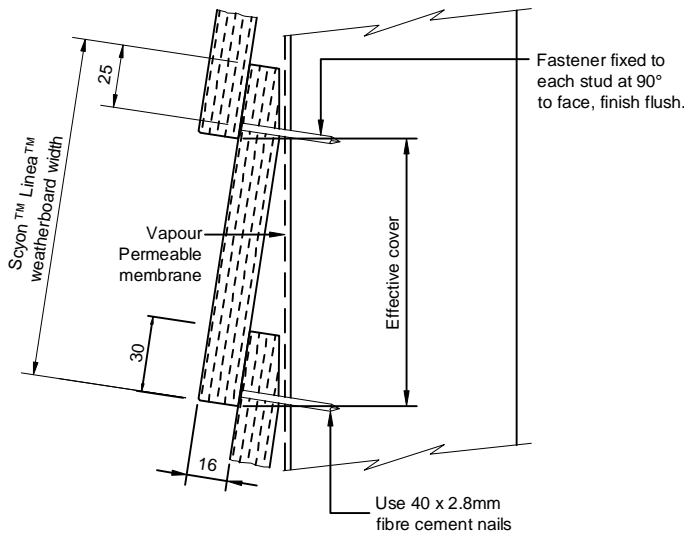 25
Scyon™ Linea™
weatherboard width
Fastener fixed to
each stud at 90°
to face, finish flush.
Vapour
Permeable
membrane
Effective cover
30
16
Use 40 x 2.8mm
fibre cement nails